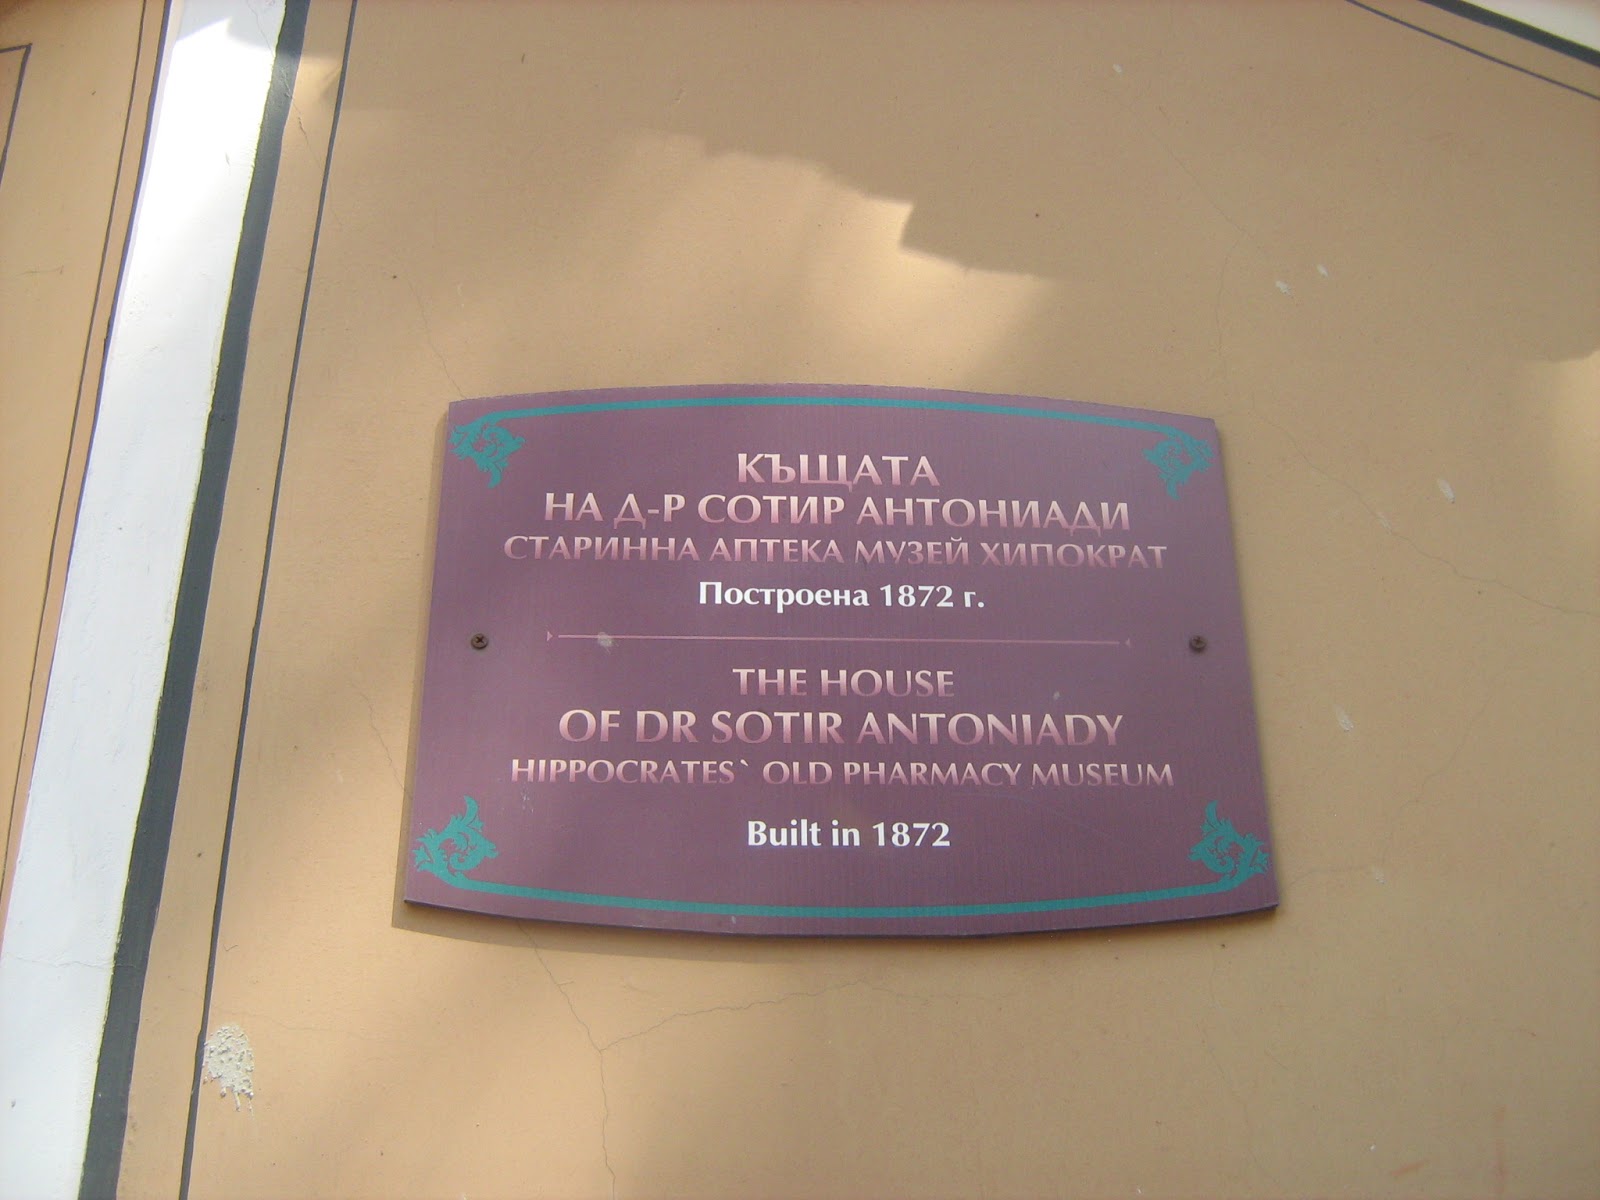 КЪЩАТА
НА Д-Р СОТИР АНТОНИАДИ
СТАРИННА АПТЕКА МУЗЕЙ ХИПОКРАТ
Построена 1872 г.
THE HOUSE
OF DR SOTIR ANTONIADY
HIPPOCRATES` OLD PHARMACY MUSEUM
Built in 1872